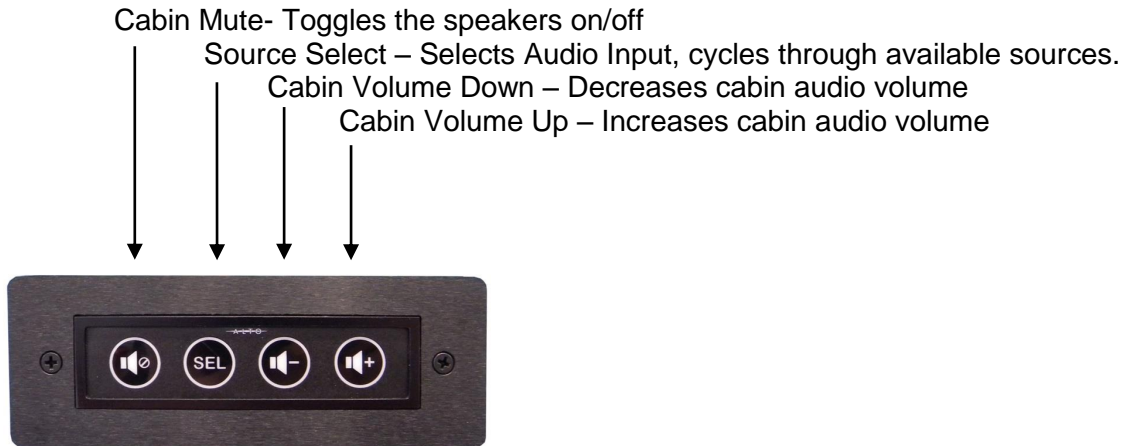 Cabin Mute- Toggles the speakers on/off
Source Select – Selects Audio Input, cycles through available sources.
Cabin Volume Down – Decreases cabin audio volume
Cabin Volume Up – Increases cabin audio volume
ALTO
SEL